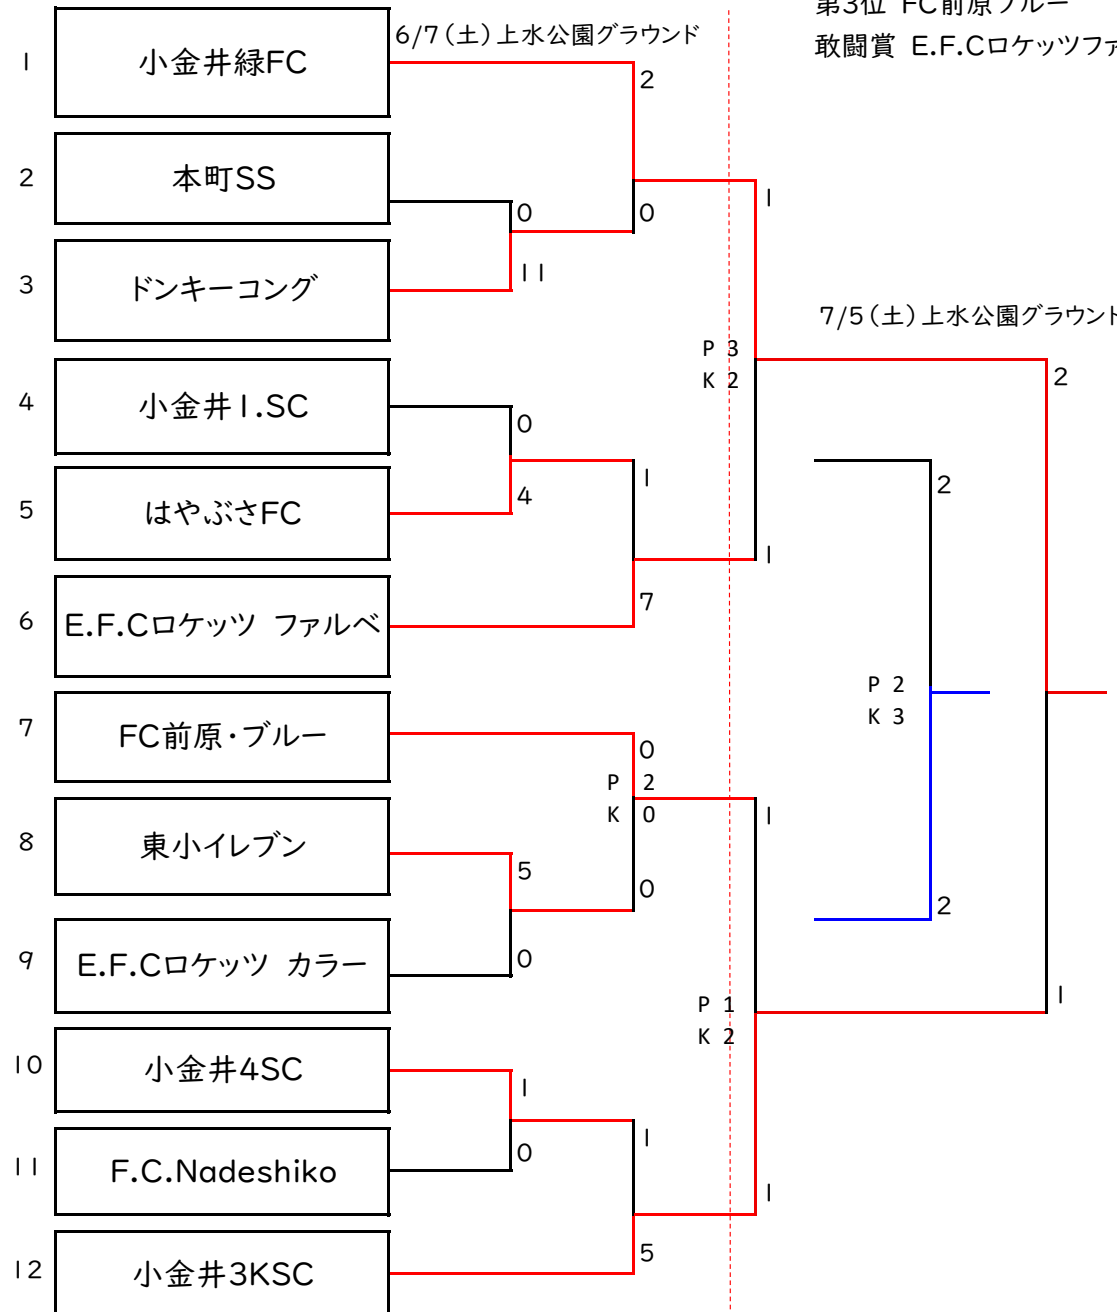 第3位 FC前原ブルー
6/7(土)上水公園グラウンド
敢闘賞 E.F.Cロケッツファ
1 小金井緑FC
2
2 本町SS
0 0
1
3 ドンキーコング
11
7/5(土)上水公園グラウンド
P 3
K 2
2
4 小金井1.SC
0
1
2
5 はやぶさFC
4
1
6 E.F.Cロケッツ ファルベ
7
P 2
K 3
7 FC前原・ブルー
0
P 2
K 0
1
8 東小イレブン
5
0
2
9 E.F.Cロケッツ カラー
0
1
P 1
K 2
10 小金井4SC
1
1
11 F.C.Nadeshiko
0
1
12 小金井3KSC
5